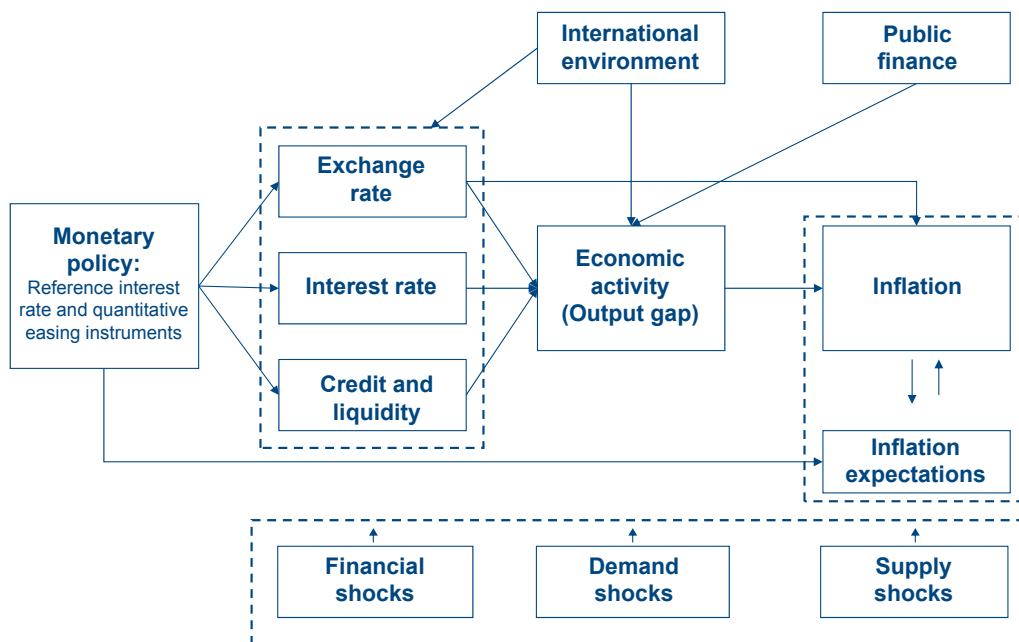 International
environment
Public
finance
Exchange
rate
Monetary
policy:
Reference interest
rate and quantitative
easing instruments
Interest rate
Economic
activity
(Output gap)
Inflation
Credit and
liquidity
Inflation
expectations
Financial
shocks
Demand
shocks
Supply
shocks